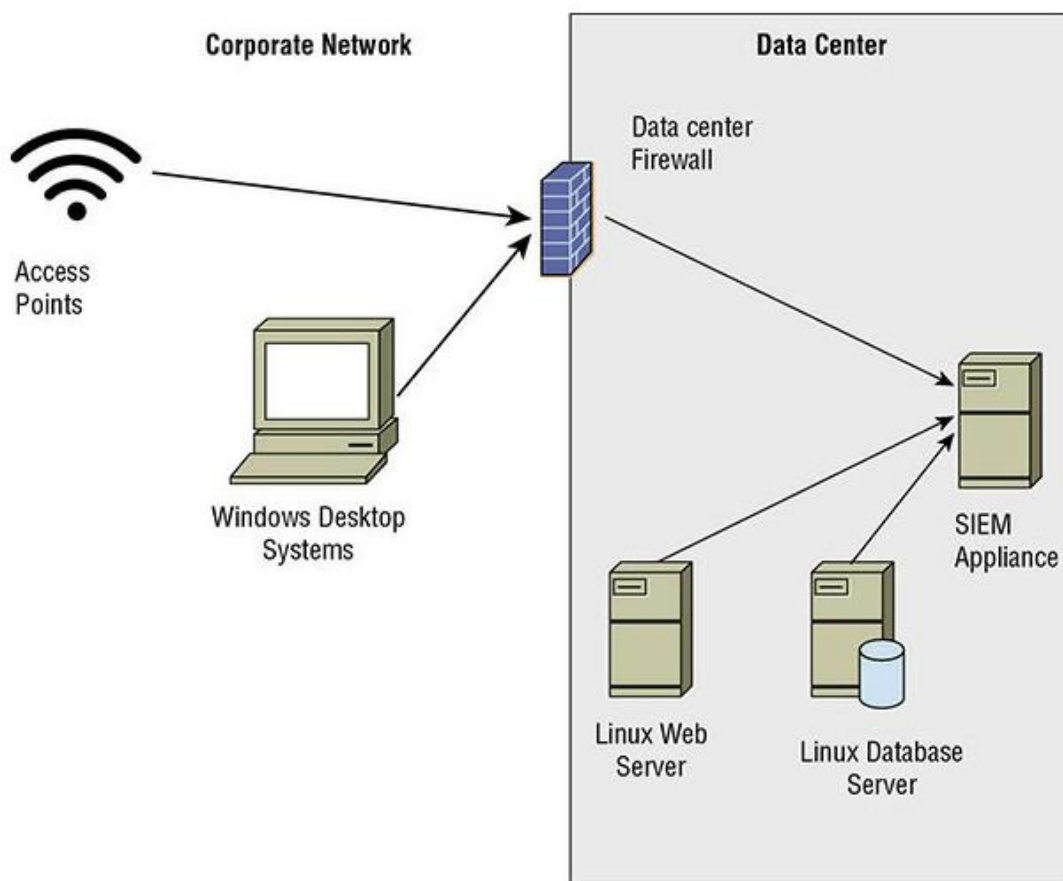 Corporate Network
Data Center
Data center
Firewall
Access
Points
Windows Desktop
Systems
SIEM
Appliance
Linux Web
Server
Linux Database
Server